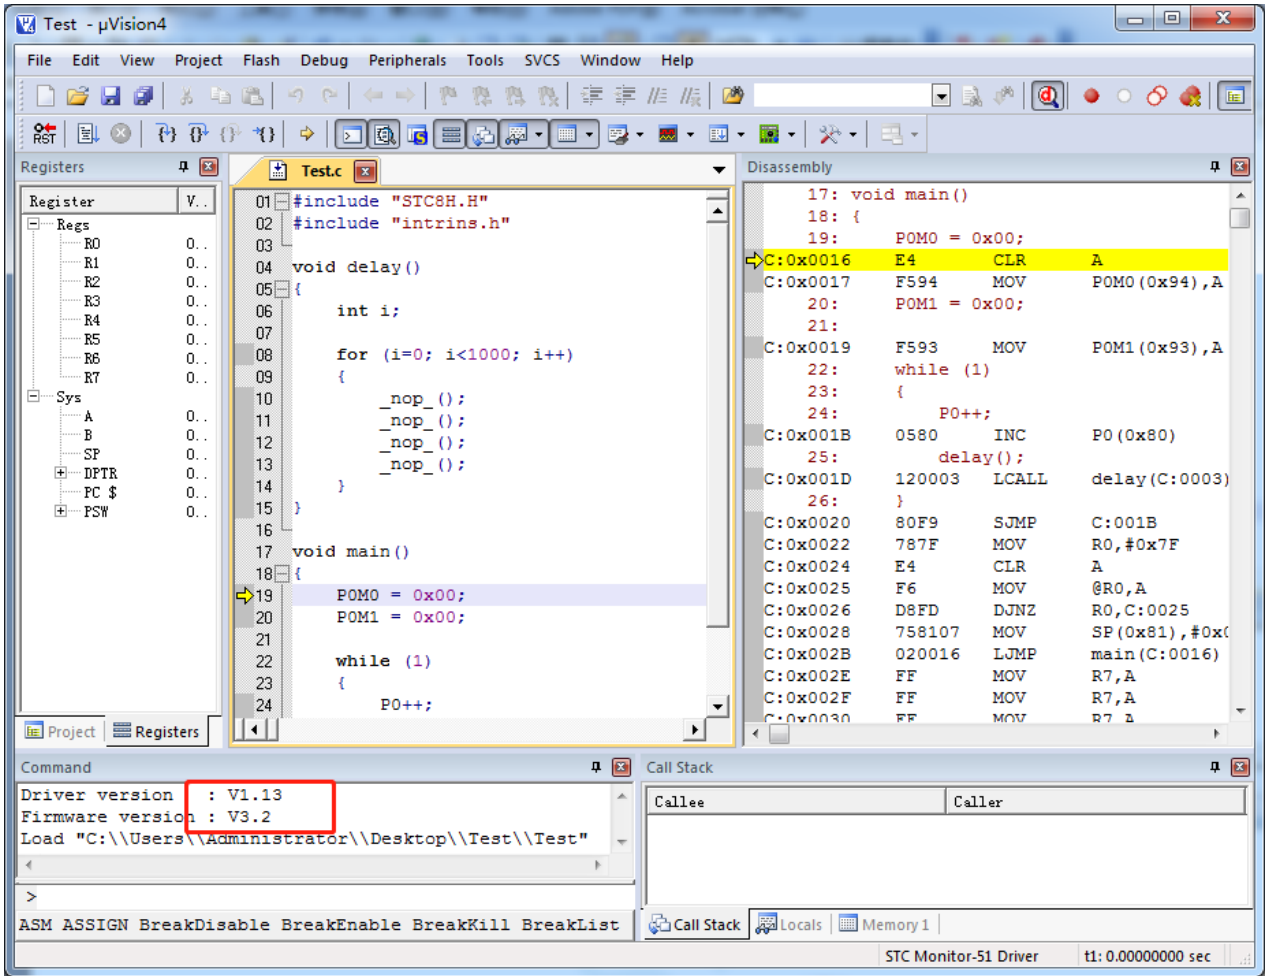 Test - µVision4
File Edit View Project Flash Debug Peripherals Tools SVCS Window Help
RST
Registers
Register V..
Regs
R0 0..
R1 0..
R2 0..
R3 0..
R4 0..
R5 0..
R6 0..
R7 0..
Sys
A 0..
B 0..
SP 0..
DPTR 0..
PC $ 0..
PSW 0..
Project Registers
Test.c
01 #include "STC8H.H"
02 #include "intrins.h"
03
04 void delay()
05 {
06 int i;
07
08 for (i=0; i<1000; i++)
09 {
10 _nop_();
11 _nop_();
12 _nop_();
13 _nop_();
14 }
15 }
16
17 void main()
18 {
19 P0M0 = 0x00;
20 P0M1 = 0x00;
21
22 while (1)
23 {
24 P0++;
Disassembly
17: void main()
18: {
19: P0M0 = 0x00;
C:0x0016 E4 CLR A
C:0x0017 F594 MOV P0M0(0x94),A
20: P0M1 = 0x00;
21:
C:0x0019 F593 MOV P0M1(0x93),A
22: while (1)
23: {
24: P0++;
C:0x001B 0580 INC P0(0x80)
25: delay();
C:0x001D 120003 LCALL delay(C:0003)
26: }
C:0x0020 80F9 SJMP C:001B
C:0x0022 787F MOV R0,#0x7F
C:0x0024 E4 CLR A
C:0x0025 F6 MOV @R0,A
C:0x0026 D8FD DJNZ R0,C:0025
C:0x0028 758107 MOV SP(0x81),#0x0
C:0x002B 020016 LJMP main(C:0016)
C:0x002E FF MOV R7,A
C:0x002F FF MOV R7,A
C:0x0030 FF MOV R7,A
Command
Driver version : V1.13
Firmware version : V3.2
Load "C:\\Users\\Administrator\\Desktop\\Test\\Test"
>
ASM ASSIGN BreakDisable BreakEnable BreakKill BreakList
Call Stack
Callee Caller
Call Stack Locals Memory 1
STC Monitor-51 Driver t1: 0.00000000 sec